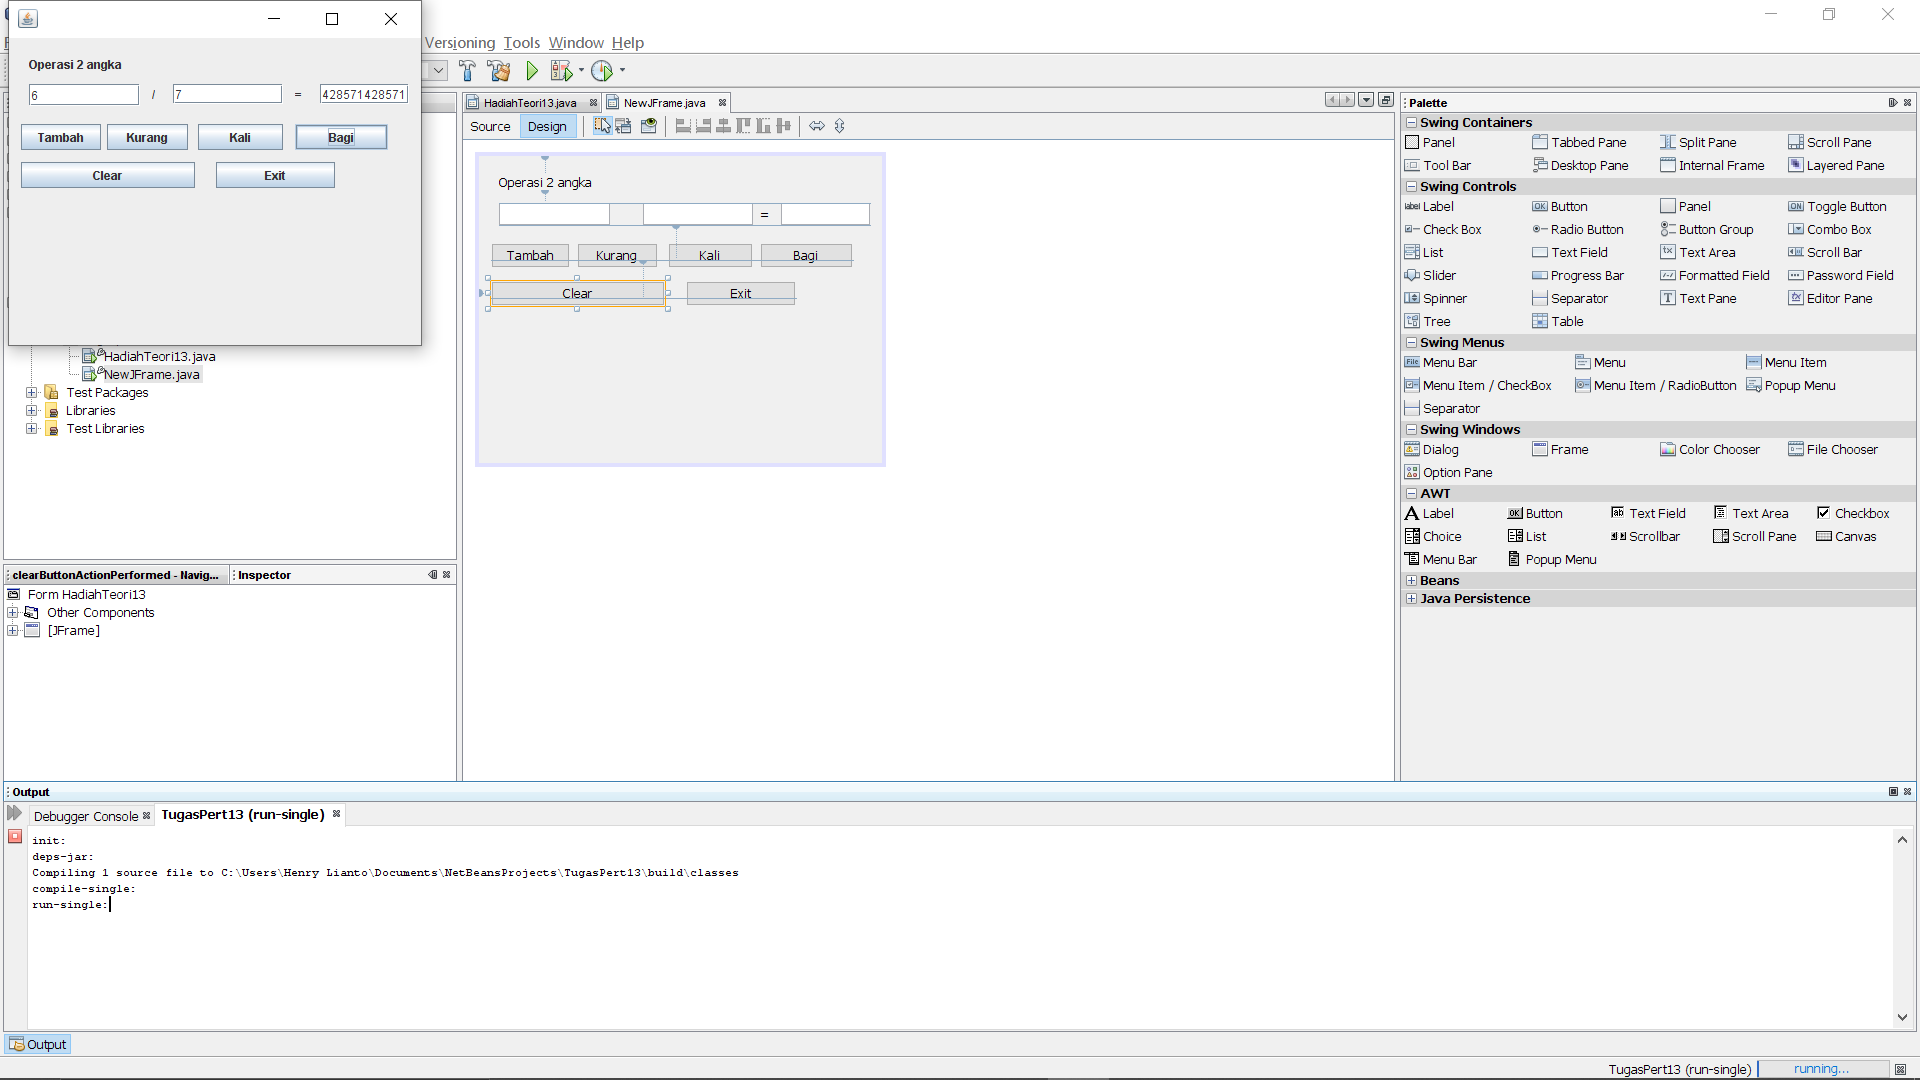 Versioning Tools Window Help
Operasi 2 angka
6 / 7 = 428571428571
Tambah Kurang Kali Bagi
Clear Exit
HadiahTeori13.java NewJFrame.java
Source Design
Operasi 2 angka
=
Tambah Kurang Kali Bagi
Clear Exit
HadiahTeori13.java
NewJFrame.java
Test Packages
Libraries
Test Libraries
clearButtonActionPerformed - Navig... Inspector
Form HadiahTeori13
Other Components
[JFrame]
Palette
Swing Containers
Panel Tabbed Pane Split Pane Scroll Pane
Tool Bar Desktop Pane Internal Frame Layered Pane
Swing Controls
Label Button Panel Toggle Button
Check Box Radio Button Button Group Combo Box
List Text Field Text Area Scroll Bar
Slider Progress Bar Formatted Field Password Field
Spinner Separator Text Pane Editor Pane
Tree Table
Swing Menus
Menu Bar Menu Menu Item
Menu Item / CheckBox Menu Item / RadioButton Popup Menu
Separator
Swing Windows
Dialog Frame Color Chooser File Chooser
Option Pane
AWT
Label Button Text Field Text Area Checkbox
Choice List Scrollbar Scroll Pane Canvas
Menu Bar Popup Menu
Beans
Java Persistence
Output
Debugger Console TugasPert13 (run-single)
init:
deps-jar:
Compiling 1 source file to C:\Users\Henry Lianto\Documents\NetBeansProjects\TugasPert13\build\classes
compile-single:
run-single:
Output
TugasPert13 (run-single) running...